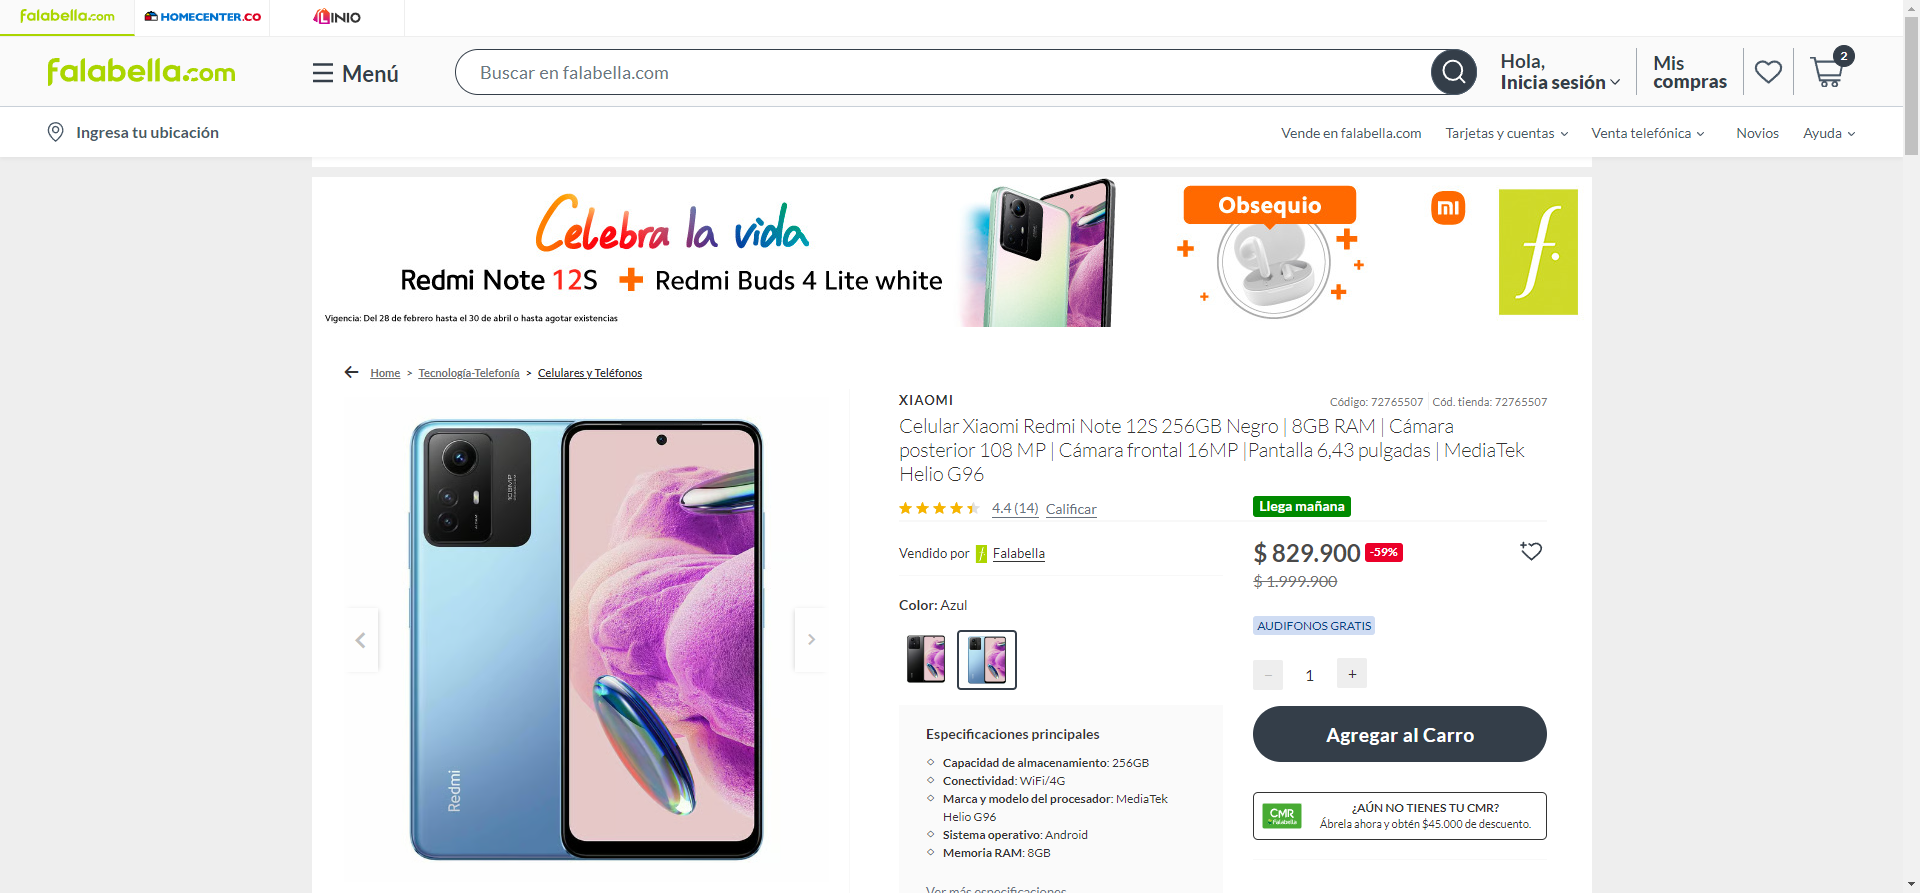 falabella.com
HOMECENTER.CO
LINIO
falabella.com
Menú
Buscar en falabella.com
Hola,
Inicia sesión
Mis
compras
2
Ingresa tu ubicación
Vende en falabella.com
Tarjetas y cuentas
Venta telefónica
Novios
Ayuda
Celebra la vida
Redmi Note 12S + Redmi Buds 4 Lite white
Vigencia: Del 28 de febrero hasta el 30 de abril o hasta agotar existencias
Obsequio
mi
f.
Home > Tecnología-Telefonía > Celulares y Teléfonos
108MP
Redmi
XIAOMI
Código: 72765507 Cód. tienda: 72765507
Celular Xiaomi Redmi Note 12S 256GB Negro | 8GB RAM | Cámara
posterior 108 MP | Cámara frontal 16MP |Pantalla 6,43 pulgadas | MediaTek
Helio G96
4.4 (14) Calificar
Vendido por f Falabella
Color: Azul
Especificaciones principales
Capacidad de almacenamiento: 256GB
Conectividad: WiFi/4G
Marca y modelo del procesador: MediaTek
Helio G96
Sistema operativo: Android
Memoria RAM: 8GB
Ver más especificaciones
Llega mañana
$ 829.900 -59%
$ 1.999.900
AUDIFONOS GRATIS
− 1 +
Agregar al Carro
CMR
Falabella
¿AÚN NO TIENES TU CMR?
Ábrela ahora y obtén $45.000 de descuento.